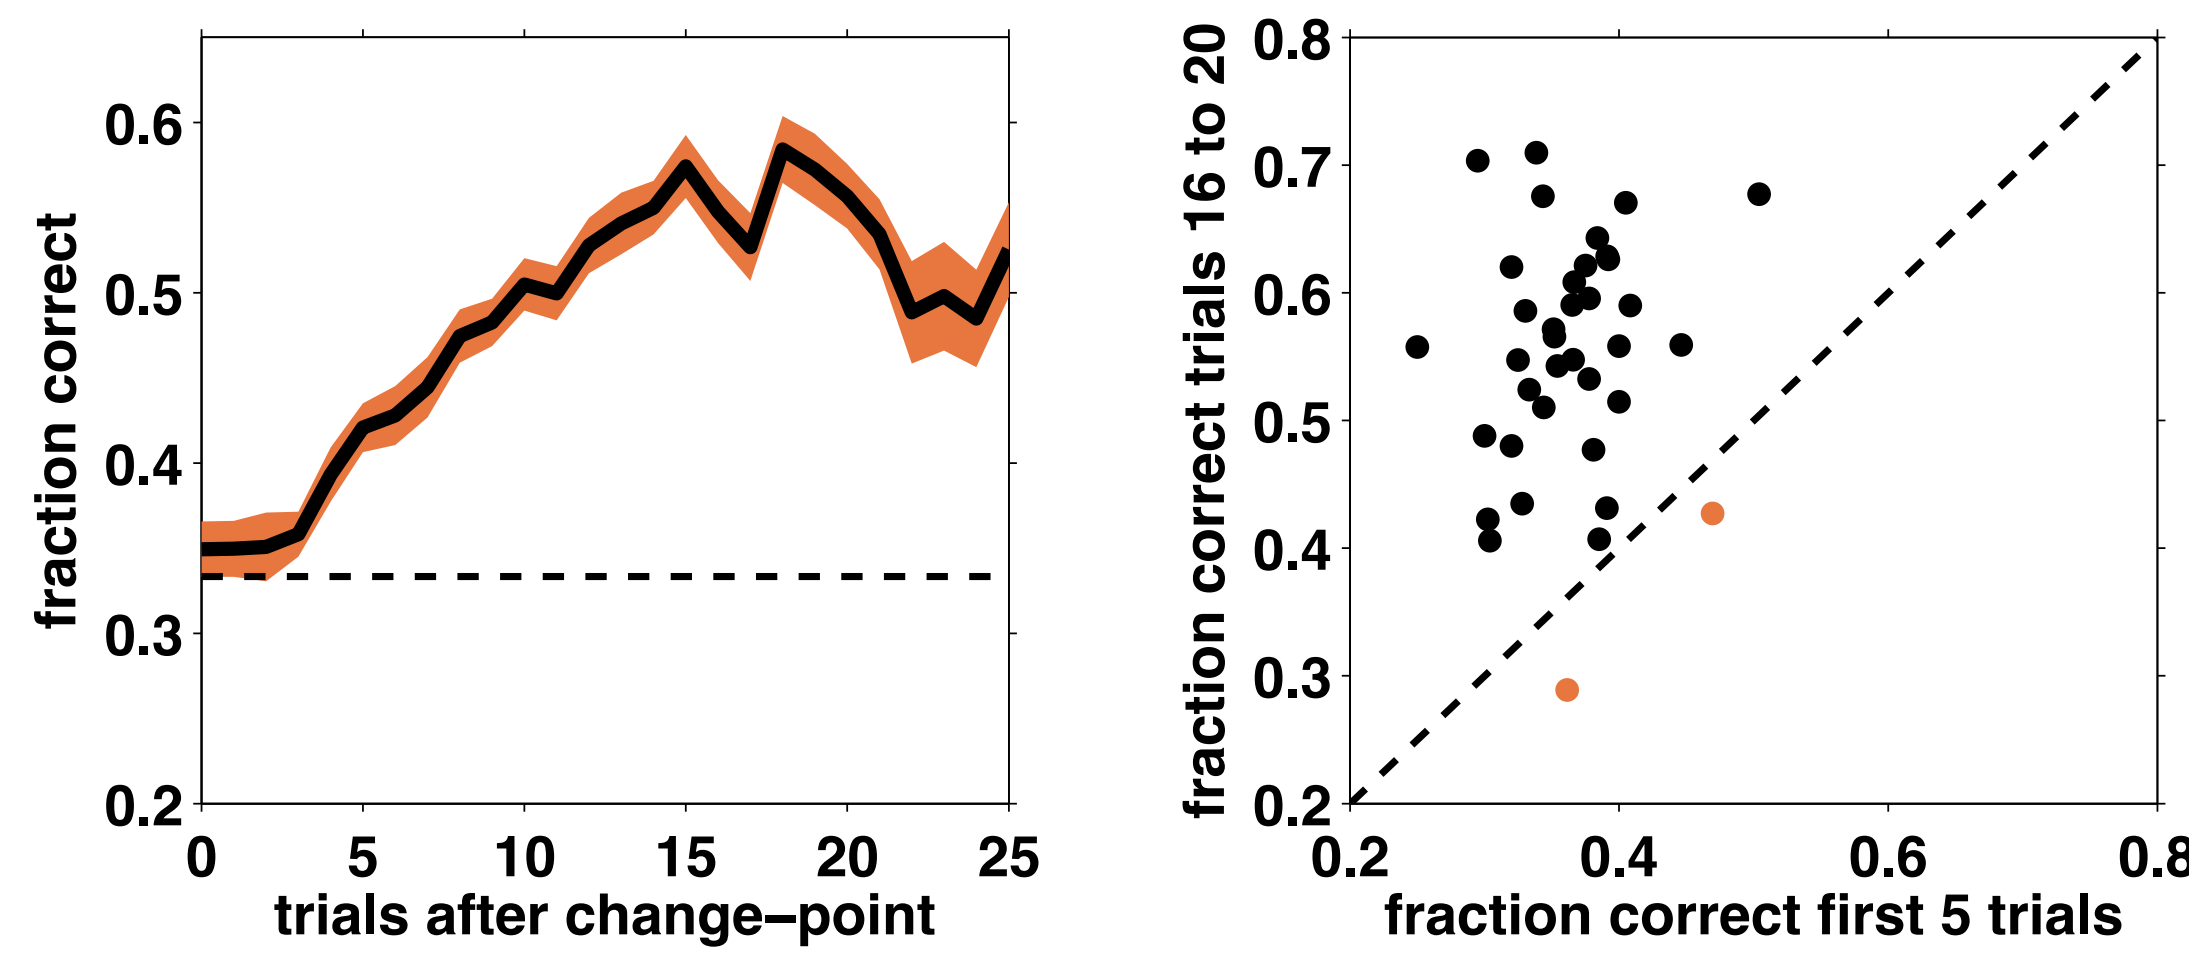 fraction correct
0.6
0.5
0.4
0.3
0.2
0 5 10 15 20 25
trials after change–point
fraction correct trials 16 to 20
0.8
0.7
0.6
0.5
0.4
0.3
0.2
0.2 0.4 0.6 0.8
fraction correct first 5 trials